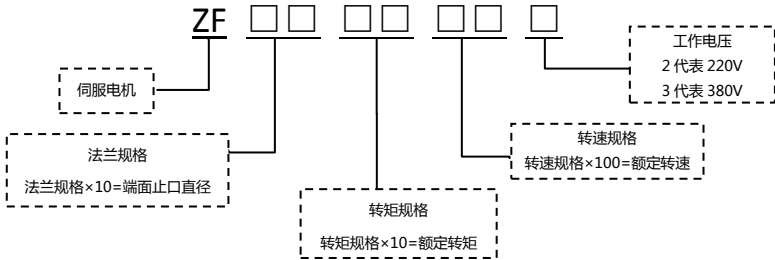 ZF □□ □□ □□ □
工作电压
2 代表 220V
3 代表 380V
伺服电机
法兰规格
法兰规格×10=端面止口直径
转速规格
转速规格×100=额定转速
转矩规格
转矩规格×10=额定转矩